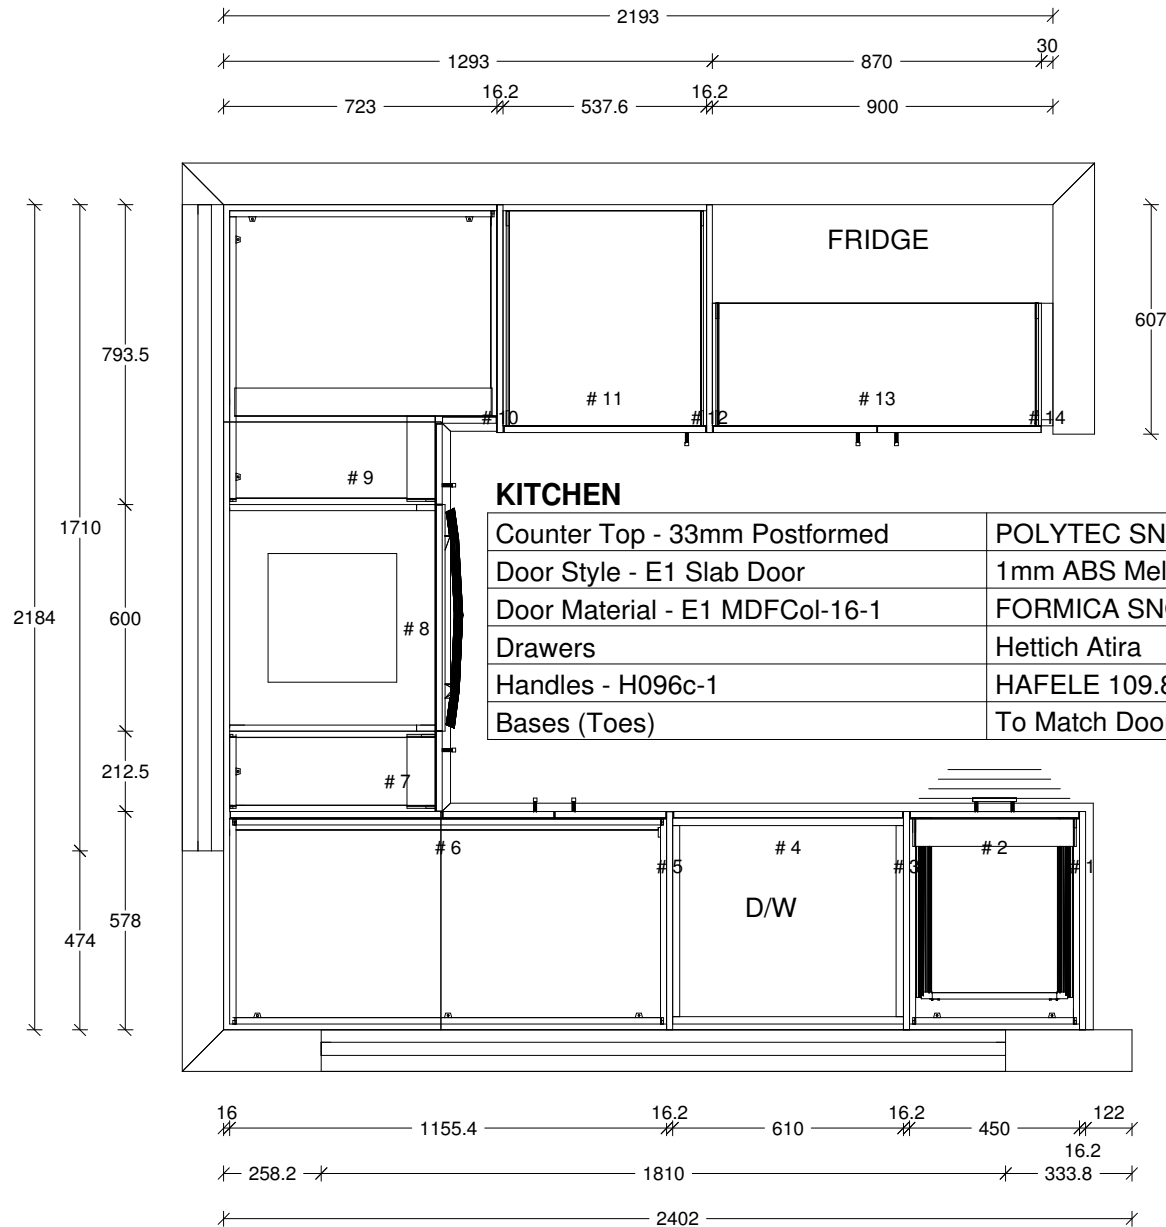 2193
1293 870 30
723 16.2 537.6 16.2 900
FRIDGE
607
793.5
# 10 # 11 # 12 # 13 # 14
# 9
1710
2184
600
# 8
KITCHEN
Counter Top - 33mm Postformed POLYTEC SN
Door Style - E1 Slab Door 1mm ABS Mel
Door Material - E1 MDFCol-16-1 FORMICA SN
Drawers Hettich Atira
Handles - H096c-1 HAFELE 109.8
Bases (Toes) To Match Doo
212.5
# 7
# 6 # 5 # 4 # 3 # 2 # 1
D/W
578
474
16 1155.4 16.2 610 16.2 450 16.2 122
258.2 1810 333.8
2402